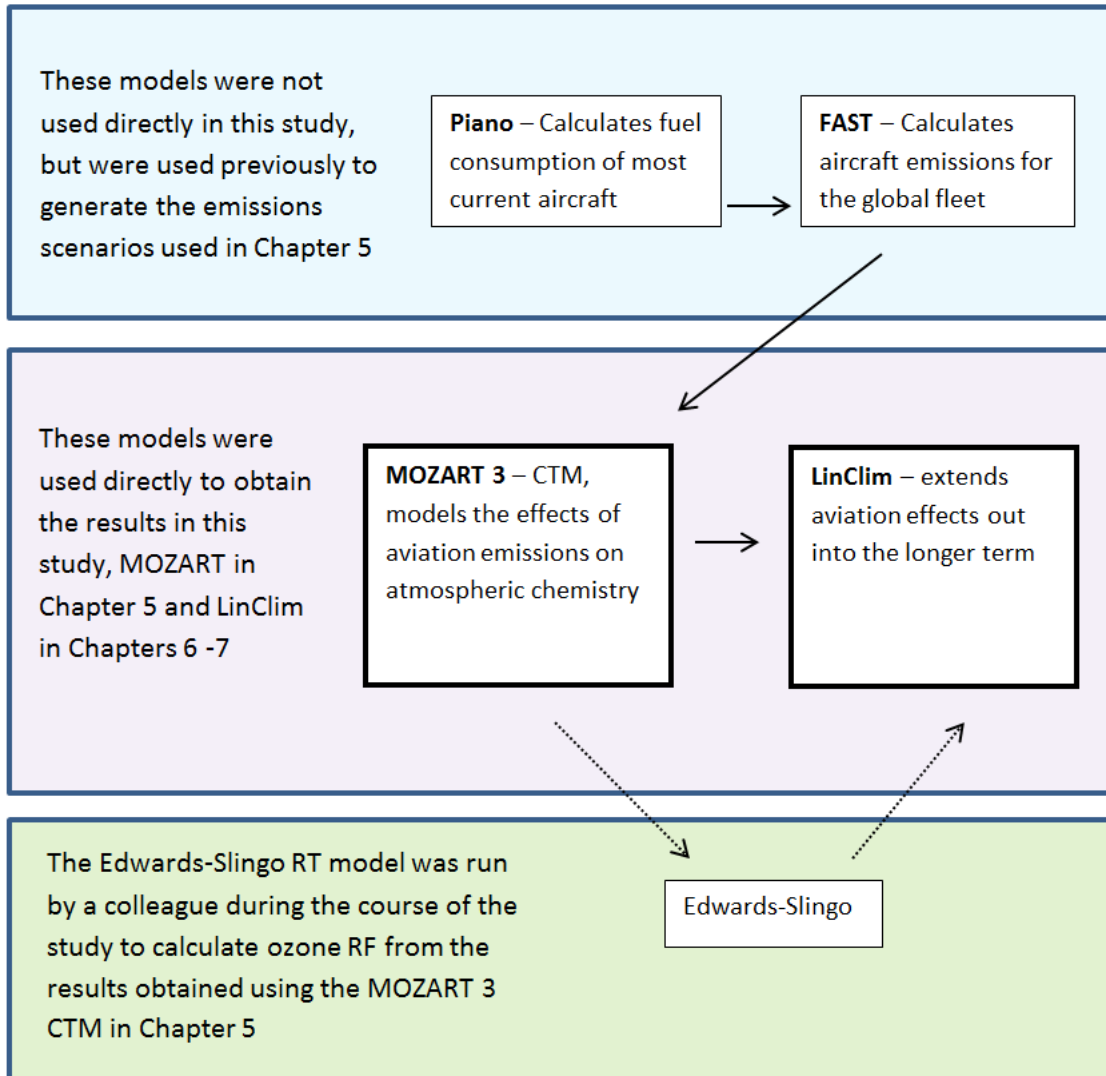 These models were not
used directly in this study,
but were used previously to
generate the emissions
scenarios used in Chapter 5
Piano – Calculates fuel
consumption of most
current aircraft
FAST – Calculates
aircraft emissions for
the global fleet
These models were
used directly to obtain
the results in this
study, MOZART in
Chapter 5 and LinClim
in Chapters 6 -7
MOZART 3 – CTM,
models the effects of
aviation emissions on
atmospheric chemistry
LinClim – extends
aviation effects out
into the longer term
The Edwards-Slingo RT model was run
by a colleague during the course of the
study to calculate ozone RF from the
results obtained using the MOZART 3
CTM in Chapter 5
Edwards-Slingo